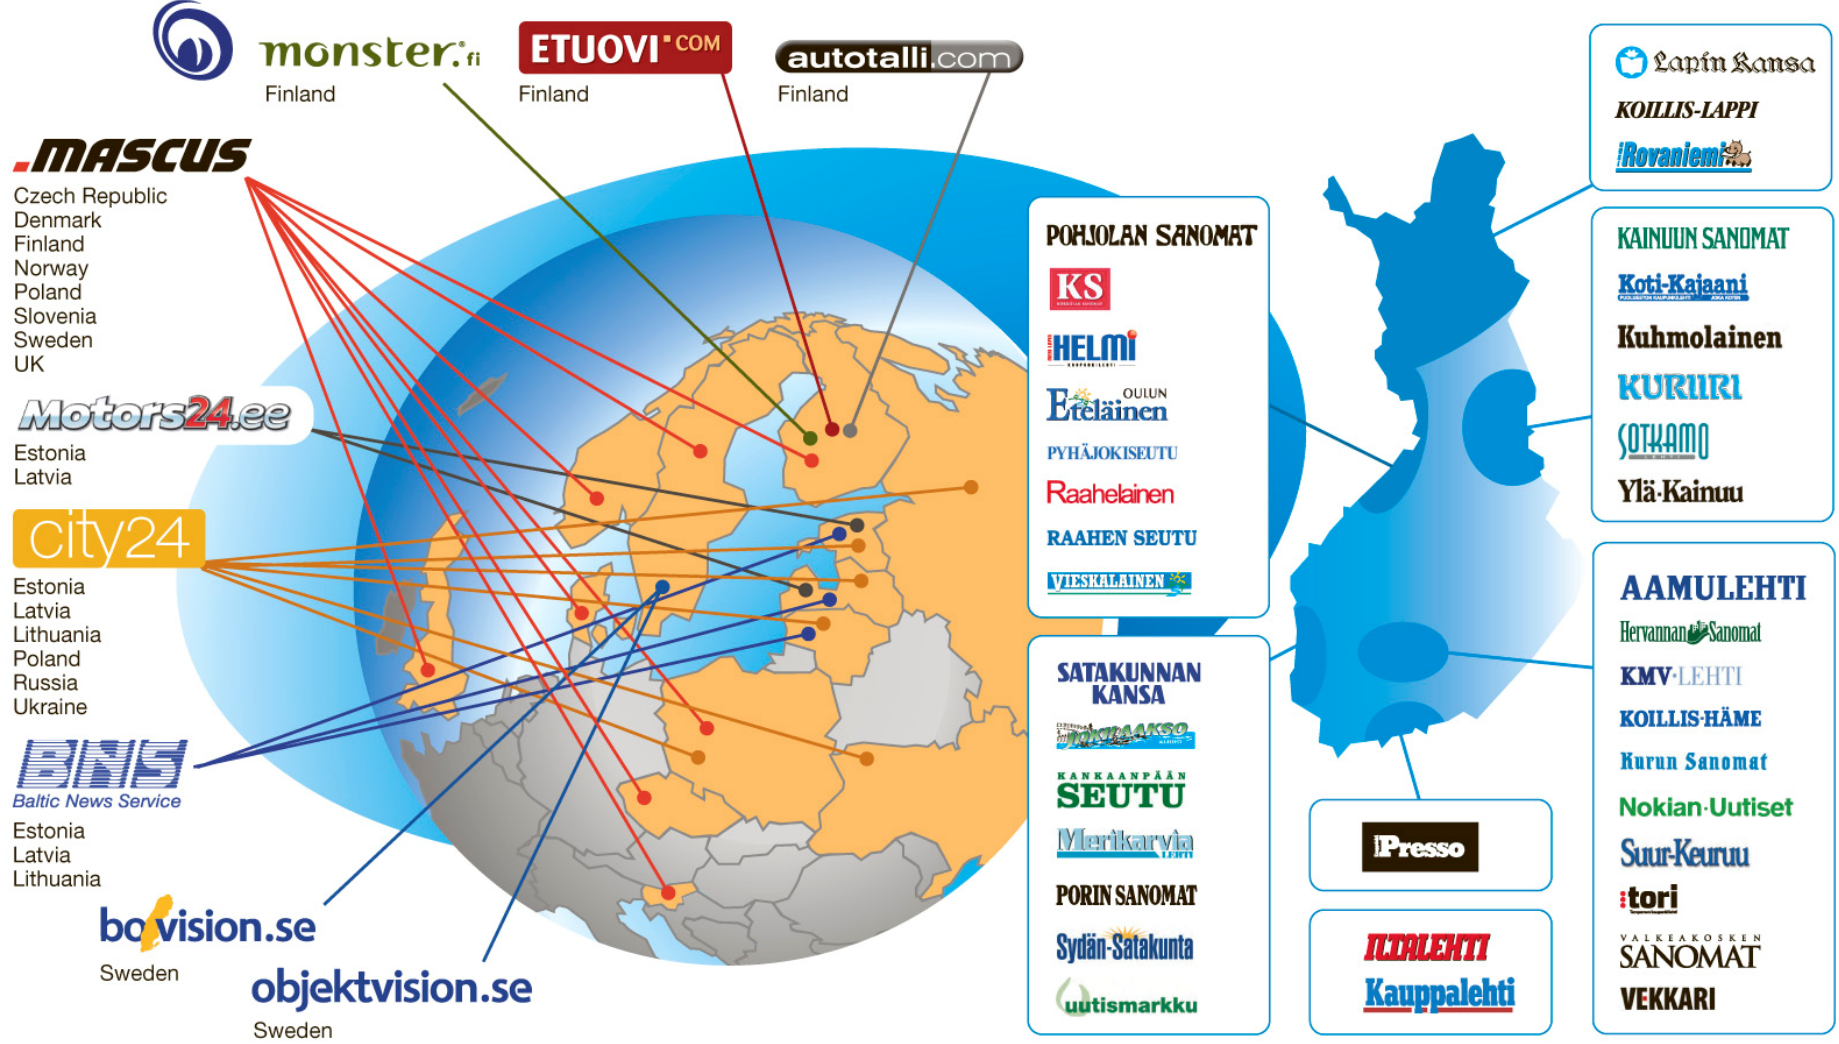 monster.fi
Finland
ETUOVI.COM
Finland
autotalli.com
Finland
.MASCUS
Czech Republic
Denmark
Finland
Norway
Poland
Slovenia
Sweden
UK
Motors24.ee
Estonia
Latvia
city24
Estonia
Latvia
Lithuania
Poland
Russia
Ukraine
BNS
Baltic News Service
Estonia
Latvia
Lithuania
bovision.se
Sweden
objektvision.se
Sweden
POHJOLAN SANOMAT
KS
HELMI
OULUN
Eteläinen
PYHÄJOKISEUTU
Raahelainen
RAAHEN SEUTU
VIESKALAINEN
SATAKUNNAN
KANSA
JOKILAAKSO
KANKAANPÄÄN
SEUTU
Merikarvia
LEHTI
PORIN SANOMAT
Sydän-Satakunta
uutismarkku
Lapin Kansa
KOILLIS-LAPPI
Rovaniemi
KAINUUN SANOMAT
Koti-Kajaani
Kuhmolainen
KURIIRI
SOTKAMO
LEHTI
Ylä-Kainuu
AAMULEHTI
Hervannan Sanomat
KMV-LEHTI
KOILLIS-HÄME
Kurun Sanomat
Nokian Uutiset
Suur-Keuruu
:tori
VALKEAKOSKEN
SANOMAT
VEKKARI
Presso
ILTALEHTI
Kauppalehti